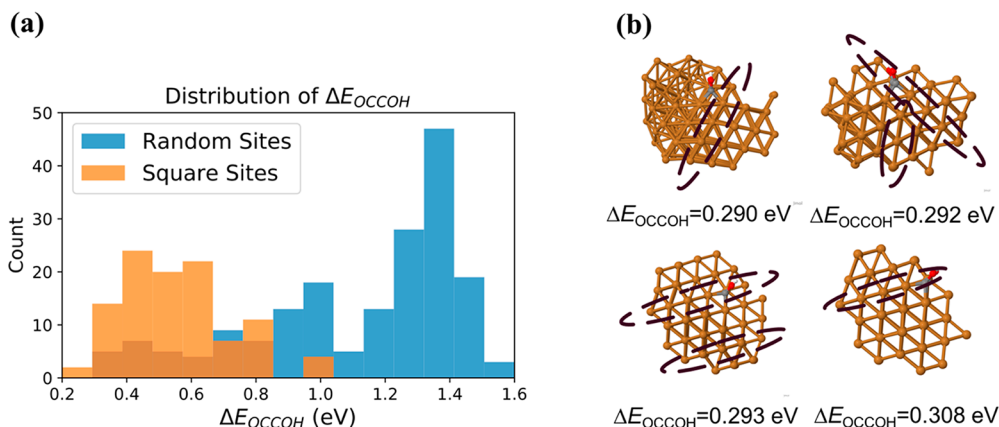 (a)
Distribution of ΔE_OCCOH
Count
50
40
30
20
10
0
Random Sites
Square Sites
0.2 0.4 0.6 0.8 1.0 1.2 1.4 1.6
ΔE_OCCOH (eV)
(b)
ΔE_OCCOH=0.290 eV
ΔE_OCCOH=0.292 eV
ΔE_OCCOH=0.293 eV
ΔE_OCCOH=0.308 eV